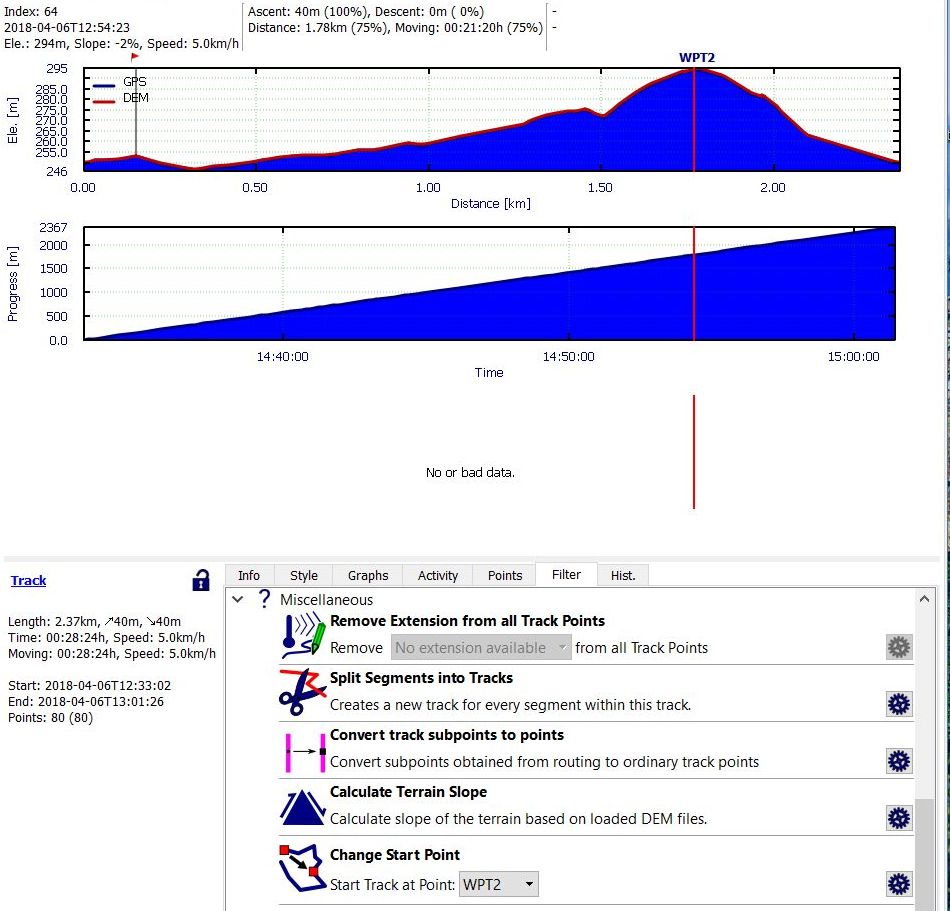 Index: 64
2018-04-06T12:54:23
Ele.: 294m, Slope: -2%, Speed: 5.0km/h
Ascent: 40m (100%), Descent: 0m ( 0%)
Distance: 1.78km (75%), Moving: 00:21:20h (75%)
-
-
WPT2
295
285.0
280.0
275.0
270.0
265.0
260.0
255.0
246
Ele. [m]
GPS
DEM
0.00 0.50 1.00 1.50 2.00
Distance [km]
2367
2000
1500
1000
500
0.0
Progress [m]
14:40:00 14:50:00 15:00:00
Time
No or bad data.
Track
Length: 2.37km, ↗40m, ↘40m
Time: 00:28:24h, Speed: 5.0km/h
Moving: 00:28:24h, Speed: 5.0km/h
Start: 2018-04-06T12:33:02
End: 2018-04-06T13:01:26
Points: 80 (80)
Info Style Graphs Activity Points Filter Hist.
? Miscellaneous
Remove Extension from all Track Points
Remove No extension available from all Track Points
Split Segments into Tracks
Creates a new track for every segment within this track.
Convert track subpoints to points
Convert subpoints obtained from routing to ordinary track points
Calculate Terrain Slope
Calculate slope of the terrain based on loaded DEM files.
Change Start Point
Start Track at Point: WPT2